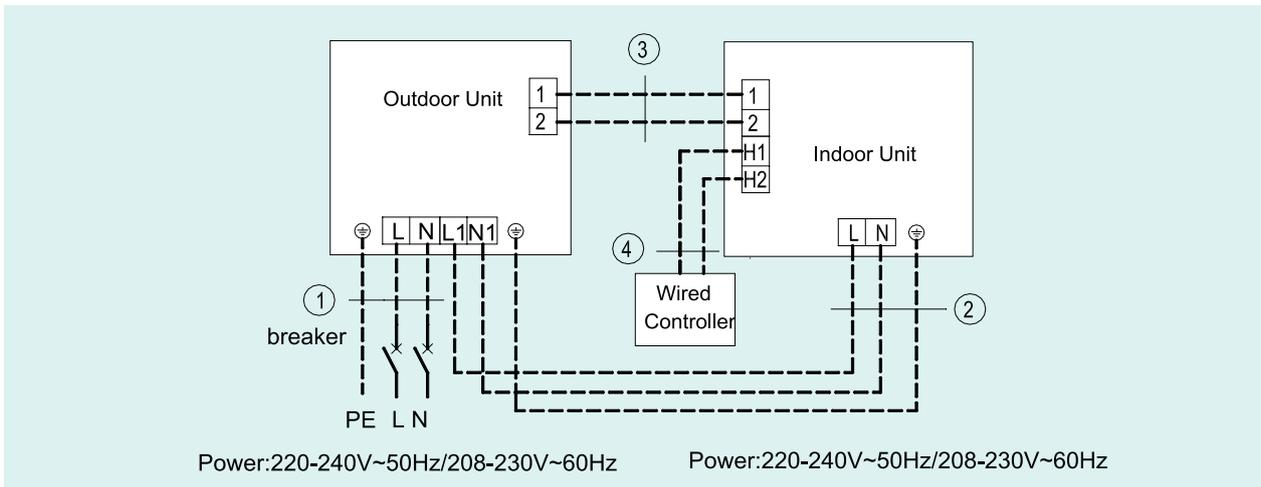 3
Outdoor Unit
1
2
1
2
H1
H2
Indoor Unit
L N L1 N1
L N
4
Wired
Controller
1
2
breaker
PE L N
Power:220-240V~50Hz/208-230V~60Hz
Power:220-240V~50Hz/208-230V~60Hz